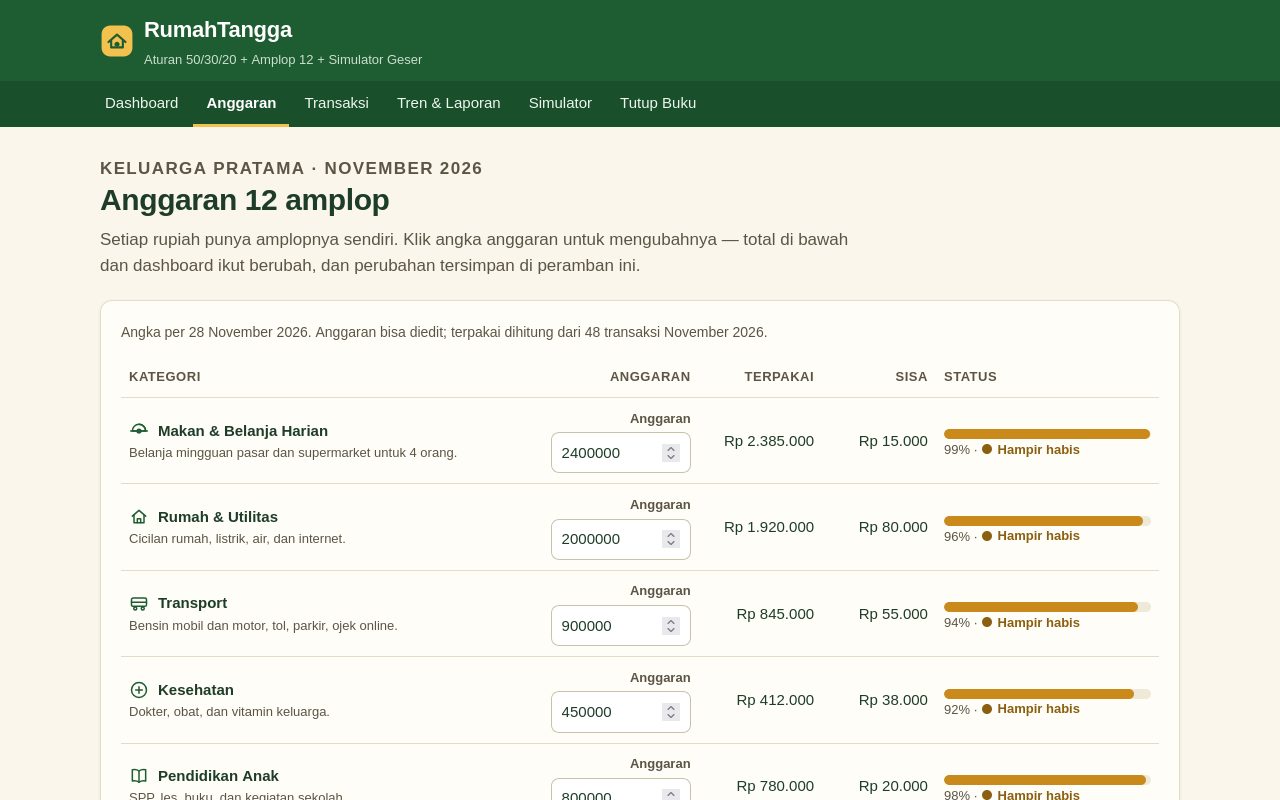 RumahTangga
Aturan 50/30/20 + Amplop 12 + Simulator Geser
Dashboard Anggaran Transaksi Tren & Laporan Simulator Tutup Buku
KELUARGA PRATAMA · NOVEMBER 2026
Anggaran 12 amplop
Setiap rupiah punya amplopnya sendiri. Klik angka anggaran untuk mengubahnya — total di bawah
dan dashboard ikut berubah, dan perubahan tersimpan di peramban ini.
Angka per 28 November 2026. Anggaran bisa diedit; terpakai dihitung dari 48 transaksi November 2026.
KATEGORI ANGGARAN TERPAKAI SISA STATUS
Anggaran
Makan & Belanja Harian
Belanja mingguan pasar dan supermarket untuk 4 orang.
2400000 Rp 2.385.000 Rp 15.000 99% · Hampir habis
Anggaran
Rumah & Utilitas
Cicilan rumah, listrik, air, dan internet.
2000000 Rp 1.920.000 Rp 80.000 96% · Hampir habis
Anggaran
Transport
Bensin mobil dan motor, tol, parkir, ojek online.
900000 Rp 845.000 Rp 55.000 94% · Hampir habis
Anggaran
Kesehatan
Dokter, obat, dan vitamin keluarga.
450000 Rp 412.000 Rp 38.000 92% · Hampir habis
Anggaran
Pendidikan Anak
SPP, les, buku, dan kegiatan sekolah.
800000 Rp 780.000 Rp 20.000 98% · Hampir habis